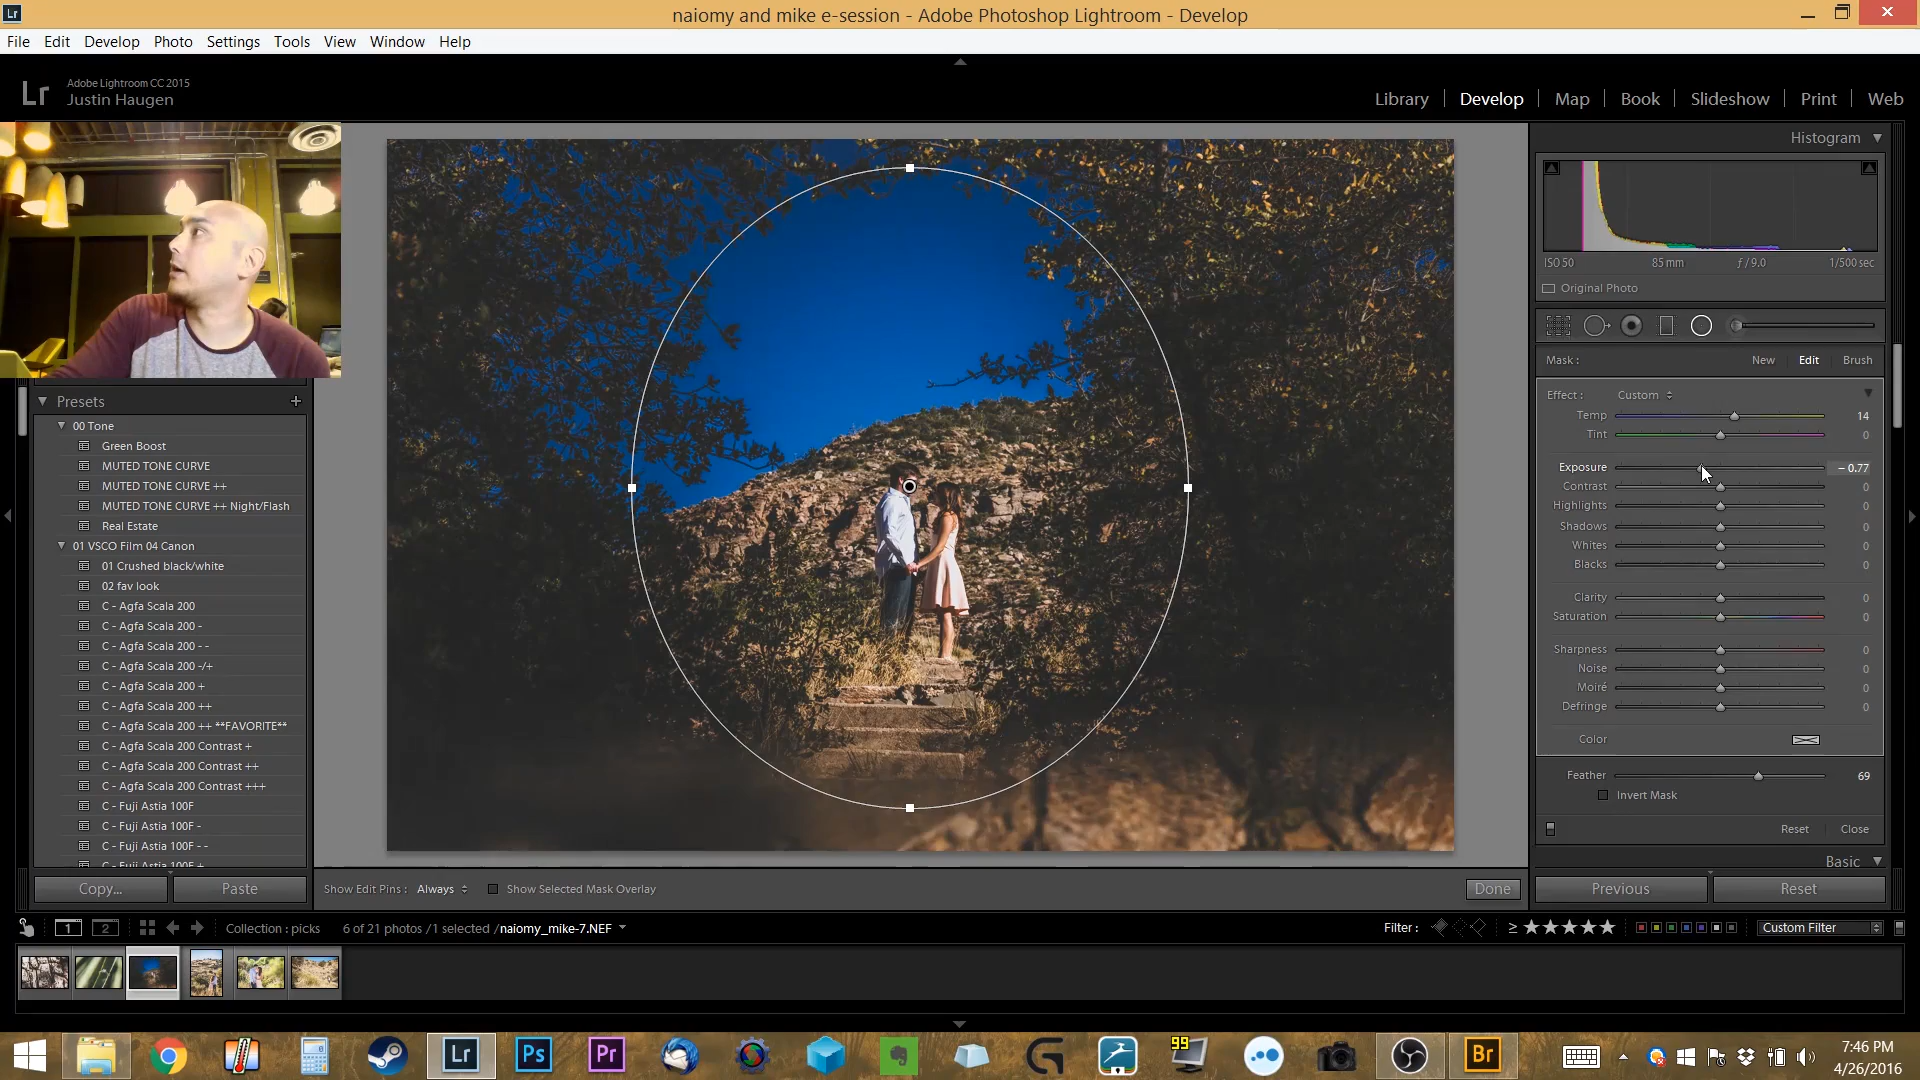 Lr
naiomy and mike e-session - Adobe Photoshop Lightroom - Develop
File Edit Develop Photo Settings Tools View Window Help
Lr
Adobe Lightroom CC 2015
Justin Haugen
Library Develop Map Book Slideshow Print Web
Histogram
ISO 50 85 mm ƒ / 9.0 1/500 sec
Original Photo
Mask : New Edit Brush
Effect : Custom
Temp 14
Tint 0
Exposure – 0.77
Contrast 0
Highlights 0
Shadows 0
Whites 0
Blacks 0
Clarity 0
Saturation 0
Sharpness 0
Noise 0
Moiré 0
Defringe 0
Color
Feather 69
Invert Mask
Reset Close
Basic
Previous Reset
Presets +
00 Tone
Green Boost
MUTED TONE CURVE
MUTED TONE CURVE ++
MUTED TONE CURVE ++ Night/Flash
Real Estate
01 VSCO Film 04 Canon
01 Crushed black/white
02 fav look
C - Agfa Scala 200
C - Agfa Scala 200 -
C - Agfa Scala 200 - -
C - Agfa Scala 200 -/+
C - Agfa Scala 200 +
C - Agfa Scala 200 ++
C - Agfa Scala 200 ++ **FAVORITE**
C - Agfa Scala 200 Contrast +
C - Agfa Scala 200 Contrast ++
C - Agfa Scala 200 Contrast +++
C - Fuji Astia 100F
C - Fuji Astia 100F -
C - Fuji Astia 100F - -
C - Fuji Astia 100F +
Copy... Paste
Show Edit Pins : Always Show Selected Mask Overlay Done
1 2 Collection : picks 6 of 21 photos / 1 selected / naiomy_mike-7.NEF Filter : ≥ ★★★★★ Custom Filter
Lr Ps Pr 99 Br
7:46 PM
4/26/2016